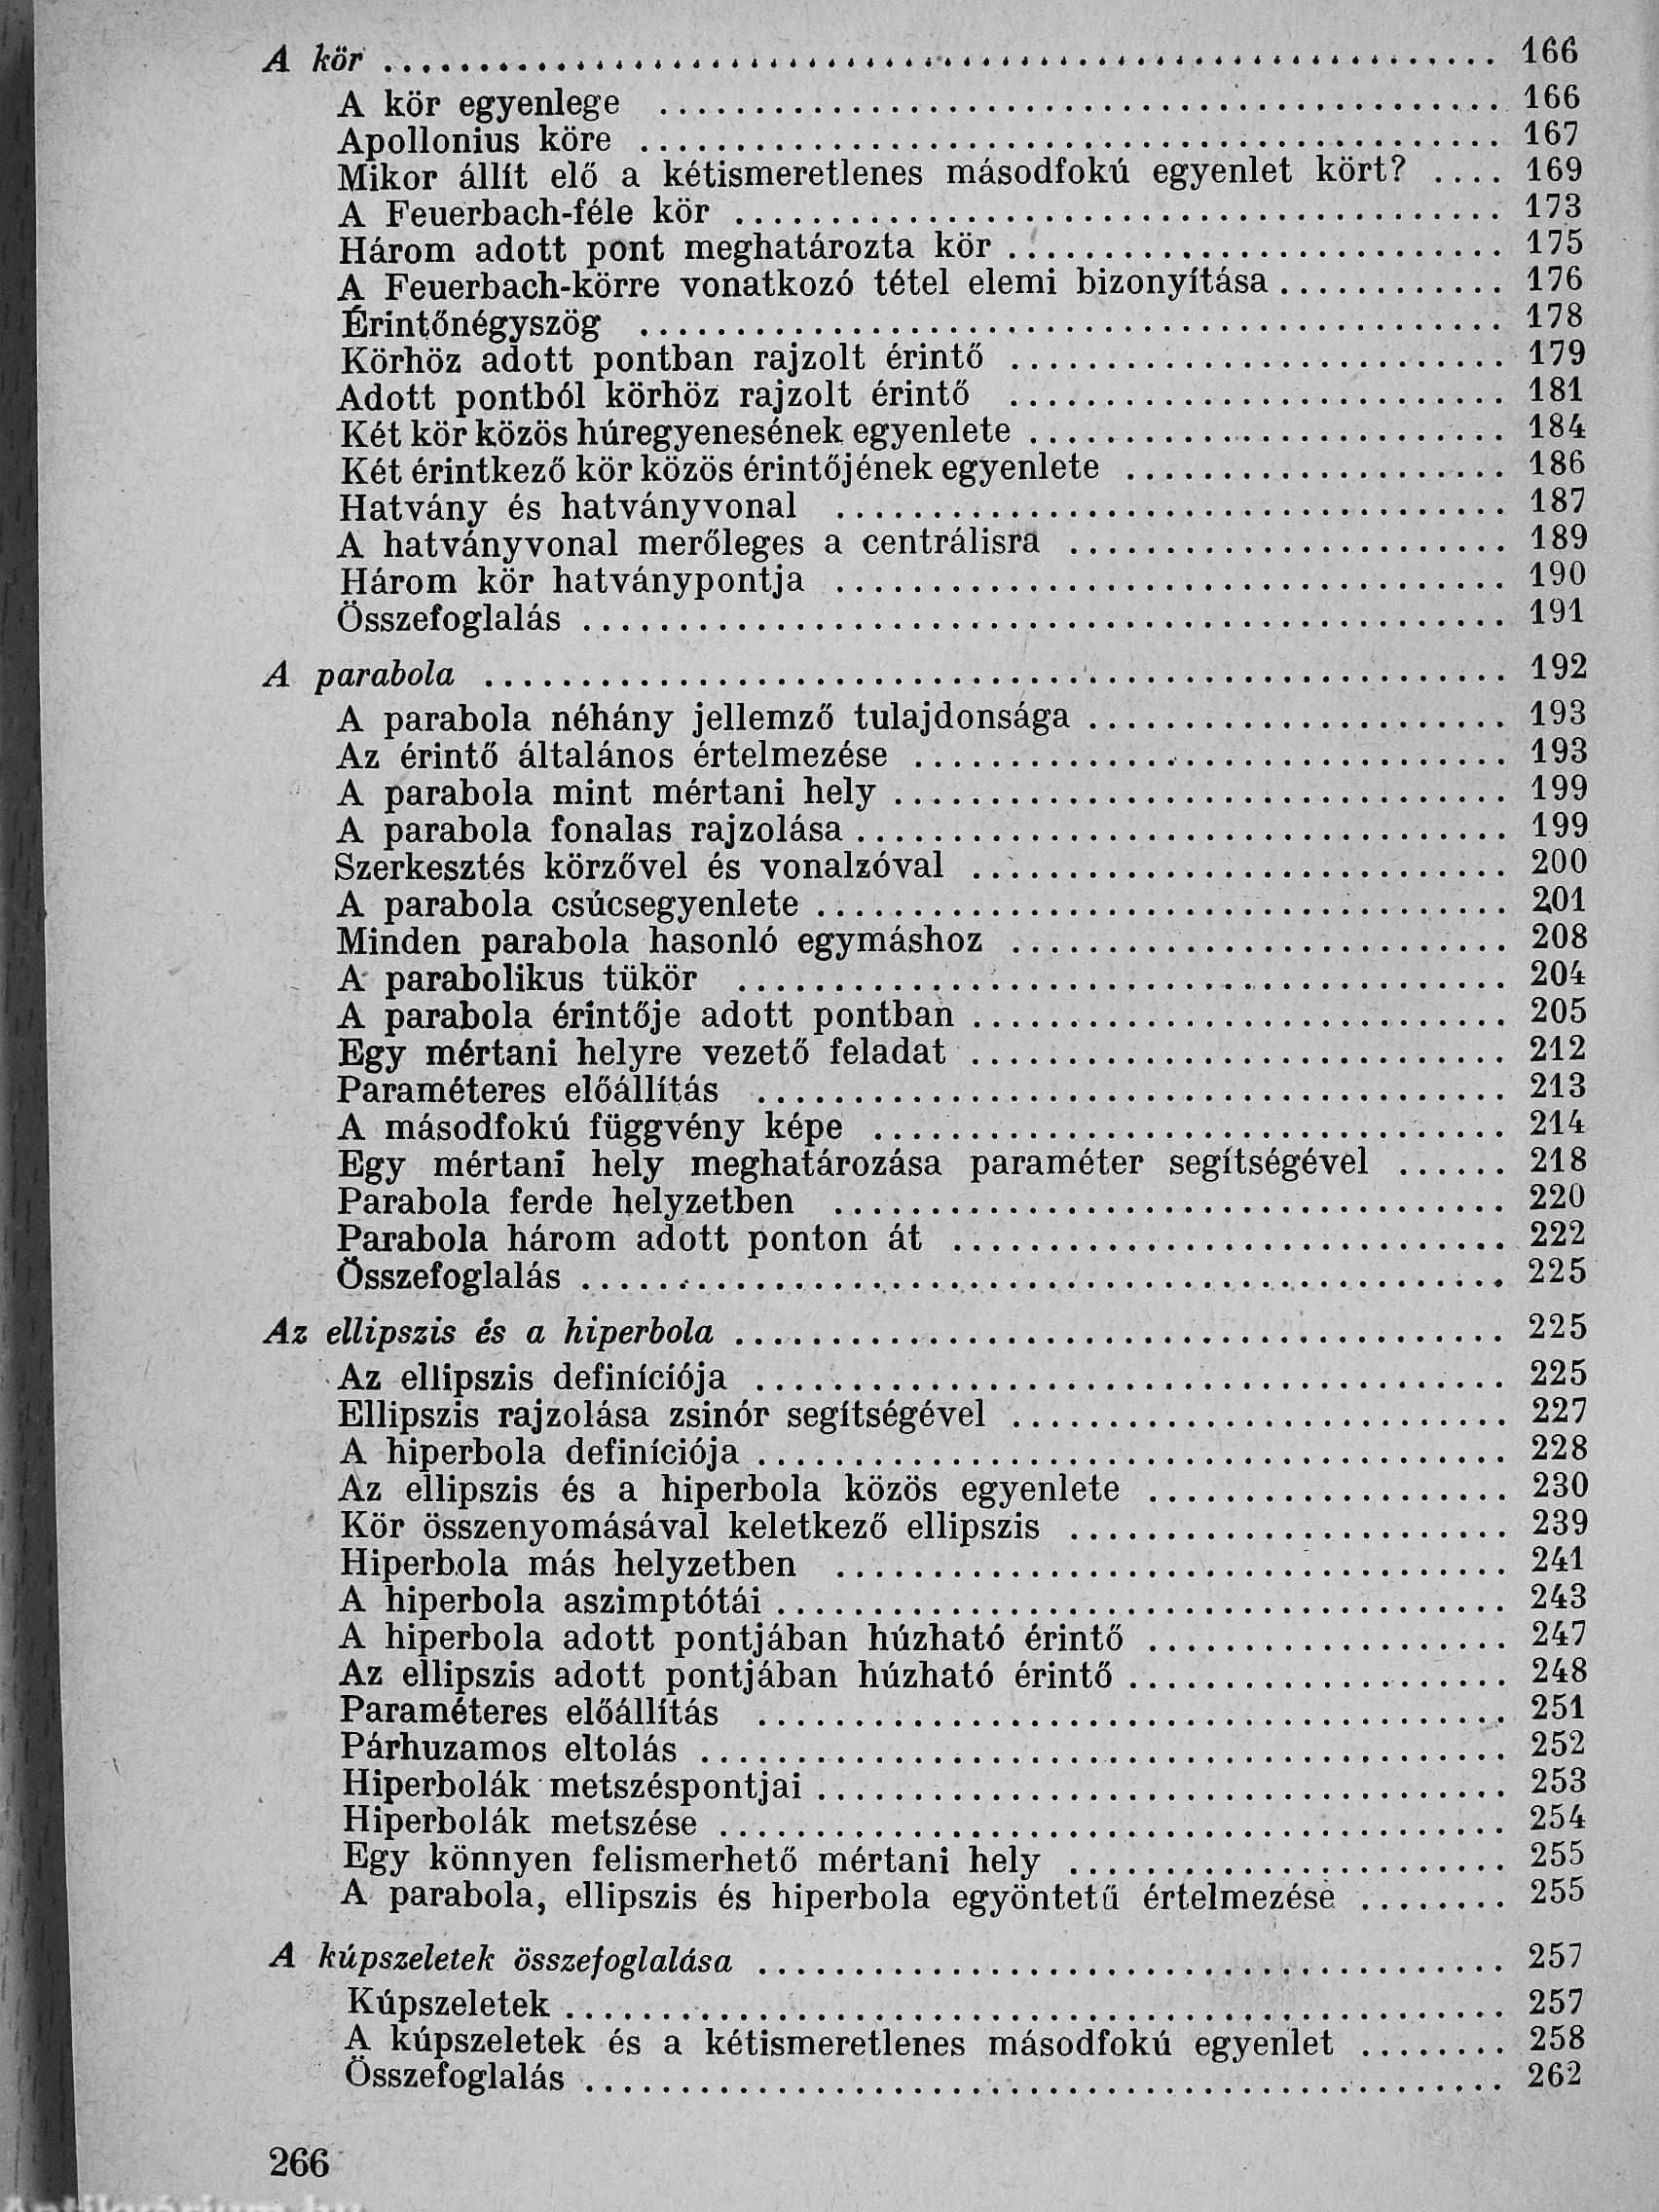 A kör ........ 166
A kör egyenlege ........ 166
Apollonius köre ........ 167
Mikor állít elő a kétismeretlenes másodfokú egyenlet kört? .... 169
A Feuerbach-féle kör ........ 173
Három adott pont meghatározta kör ........ 175
A Feuerbach-körre vonatkozó tétel elemi bizonyítása ........ 176
Érintőnégyszög ........ 178
Körhöz adott pontban rajzolt érintő ........ 179
Adott pontból körhöz rajzolt érintő ........ 181
Két kör közös húregyenesének egyenlete ........ 184
Két érintkező kör közös érintőjének egyenlete ........ 186
Hatvány és hatványvonal ........ 187
A hatványvonal merőleges a centrálisra ........ 189
Három kör hatványpontja ........ 190
Összefoglalás ........ 191
A parabola ........ 192
A parabola néhány jellemző tulajdonsága ........ 193
Az érintő általános értelmezése ........ 193
A parabola mint mértani hely ........ 199
A parabola fonalas rajzolása ........ 199
Szerkesztés körzővel és vonalzóval ........ 200
A parabola csúcsegyenlete ........ 201
Minden parabola hasonló egymáshoz ........ 208
A parabolikus tükör ........ 204
A parabola érintője adott pontban ........ 205
Egy mértani helyre vezető feladat ........ 212
Paraméteres előállítás ........ 213
A másodfokú függvény képe ........ 214
Egy mértani hely meghatározása paraméter segítségével ...... 218
Parabola ferde helyzetben ........ 220
Parabola három adott ponton át ........ 222
Összefoglalás ........ 225
Az ellipszis és a hiperbola ........ 225
Az ellipszis definíciója ........ 225
Ellipszis rajzolása zsinór segítségével ........ 227
A hiperbola definíciója ........ 228
Az ellipszis és a hiperbola közös egyenlete ........ 230
Kör összenyomásával keletkező ellipszis ........ 239
Hiperbola más helyzetben ........ 241
A hiperbola aszimptótái ........ 243
A hiperbola adott pontjában húzható érintő ........ 247
Az ellipszis adott pontjában húzható érintő ........ 248
Paraméteres előállítás ........ 251
Párhuzamos eltolás ........ 252
Hiperbolák metszéspontjai ........ 253
Hiperbolák metszése ........ 254
Egy könnyen felismerhető mértani hely ........ 255
A parabola, ellipszis és hiperbola egyöntetű értelmezése ........ 255
A kúpszeletek összefoglalása ........ 257
Kúpszeletek ........ 257
A kúpszeletek és a kétismeretlenes másodfokú egyenlet ........ 258
Összefoglalás ........ 262
266